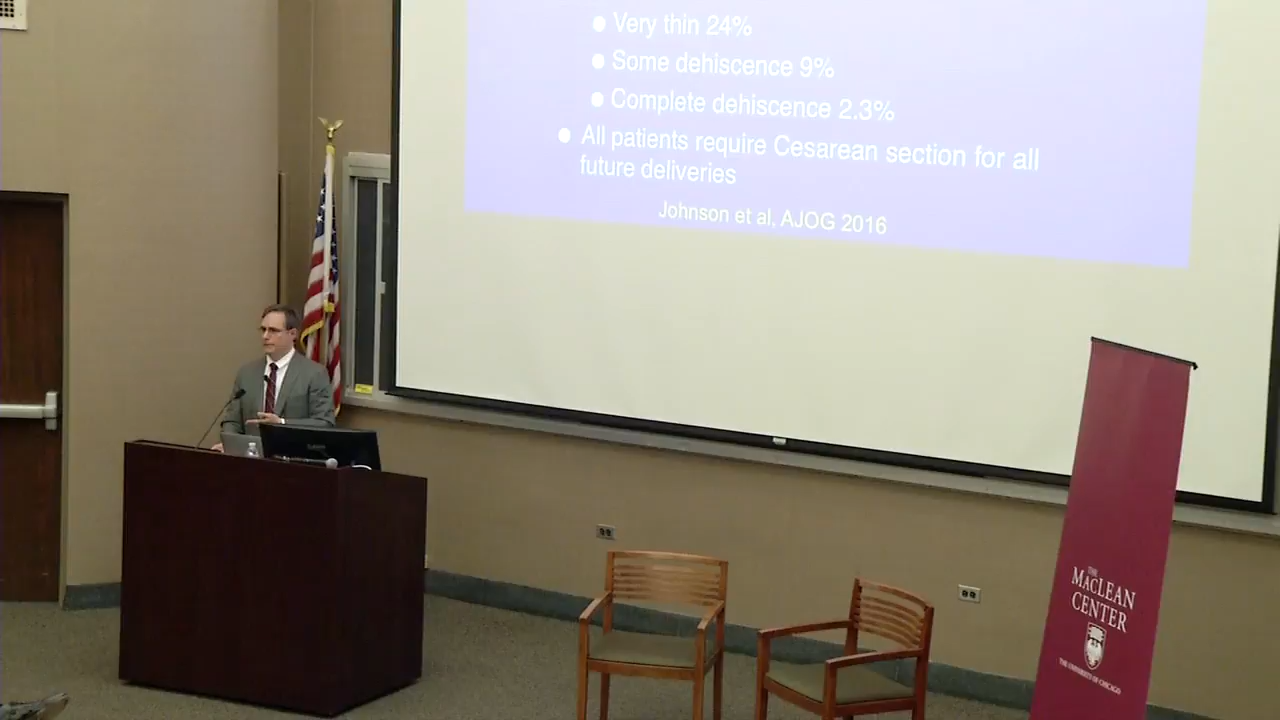 Very thin 24%
Some dehiscence 9%
Complete dehiscence 2.3%
All patients require Cesarean section for all
future deliveries
Johnson et al, AJOG 2016
THE
MACLEAN
CENTER
THE UNIVERSITY OF CHICAGO